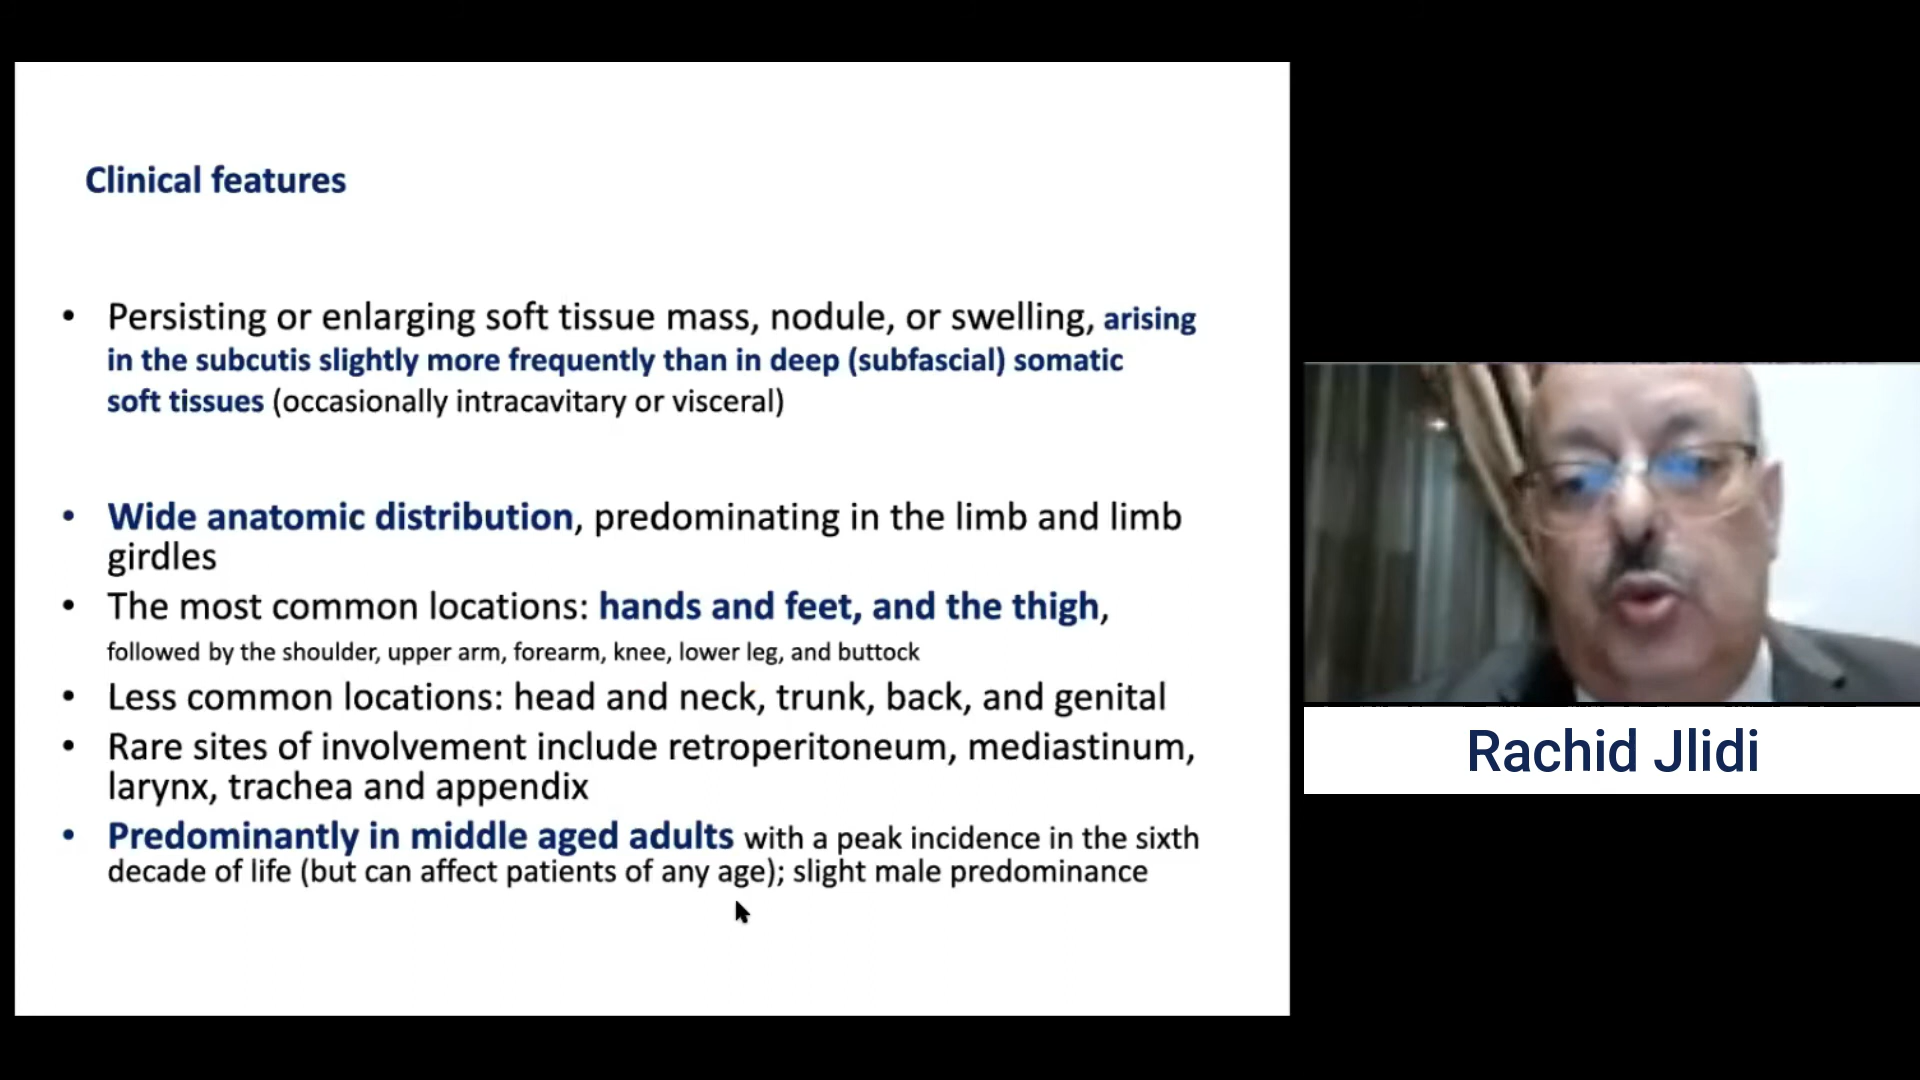 Clinical features
• Persisting or enlarging soft tissue mass, nodule, or swelling, arising
in the subcutis slightly more frequently than in deep (subfascial) somatic
soft tissues (occasionally intracavitary or visceral)
• Wide anatomic distribution, predominating in the limb and limb
girdles
• The most common locations: hands and feet, and the thigh,
followed by the shoulder, upper arm, forearm, knee, lower leg, and buttock
• Less common locations: head and neck, trunk, back, and genital
• Rare sites of involvement include retroperitoneum, mediastinum,
larynx, trachea and appendix
• Predominantly in middle aged adults with a peak incidence in the sixth
decade of life (but can affect patients of any age); slight male predominance
Rachid Jlidi